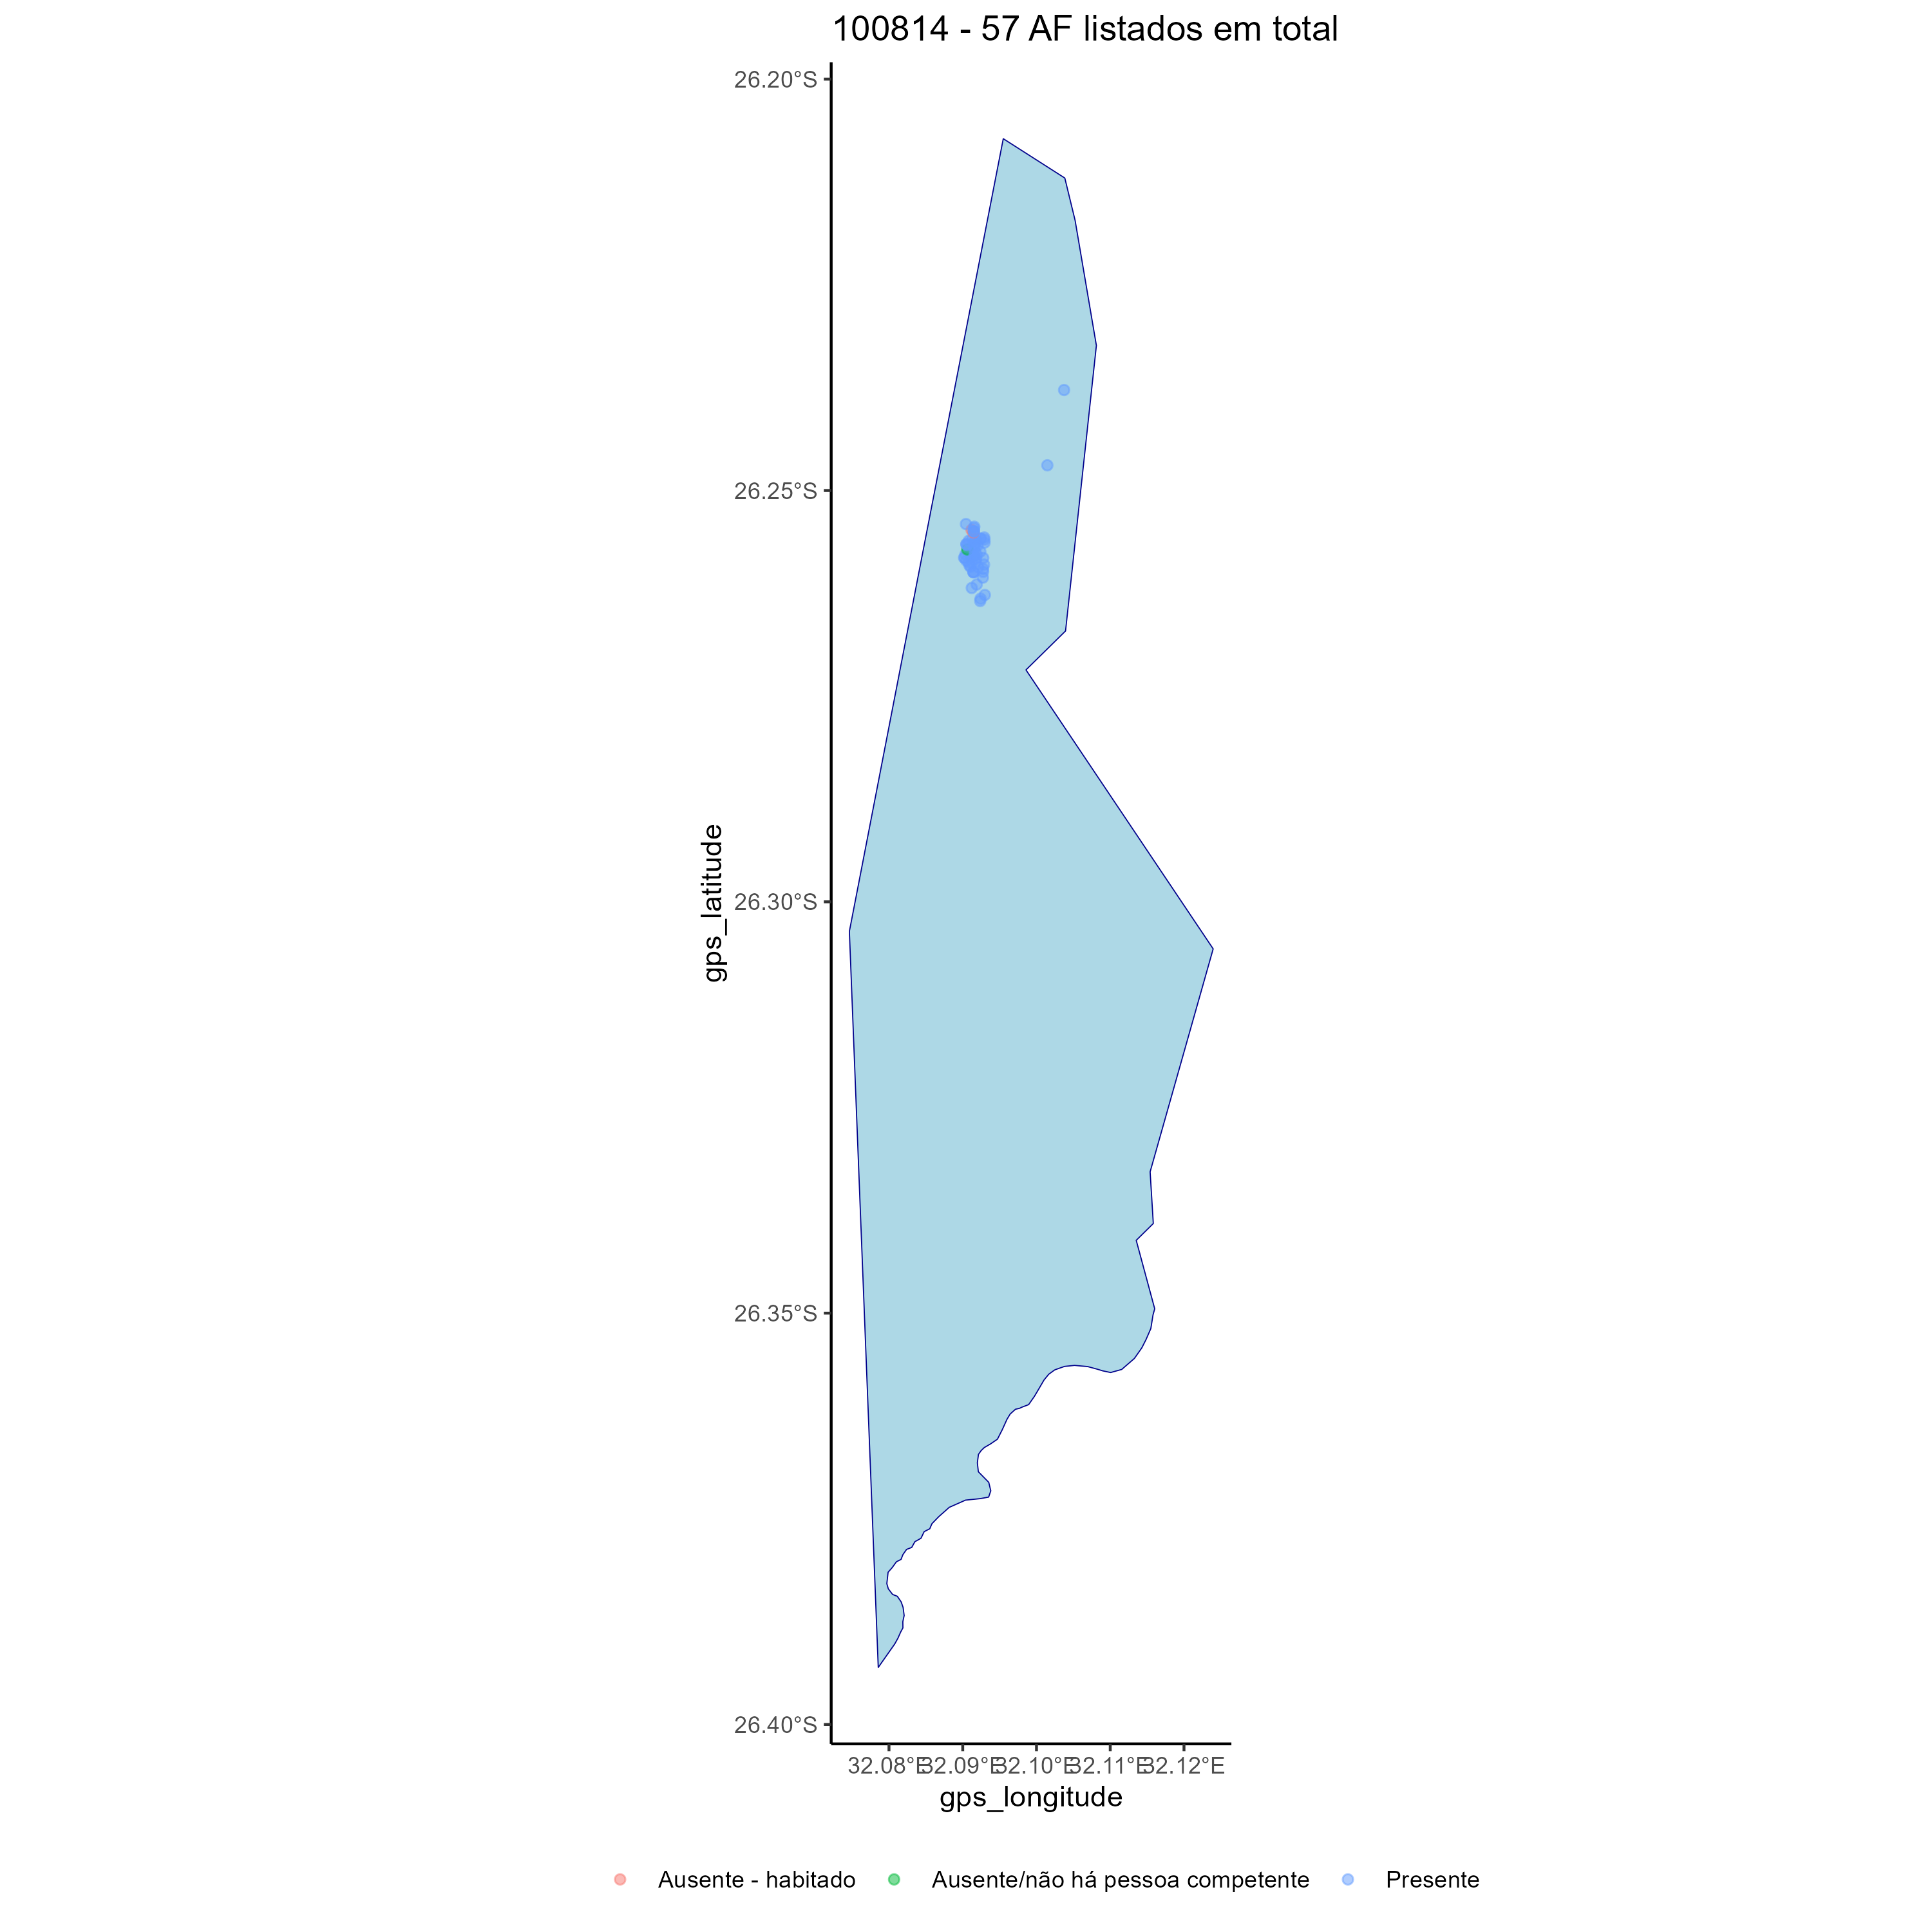 100814 - 57 AF listados em total
26.20°S
26.25°S
26.30°S
26.35°S
26.40°S
gps_latitude
32.08°E
32.09°E
32.10°E
32.11°E
32.12°E
gps_longitude
Ausente - habitado
Ausente/não há pessoa competente
Presente